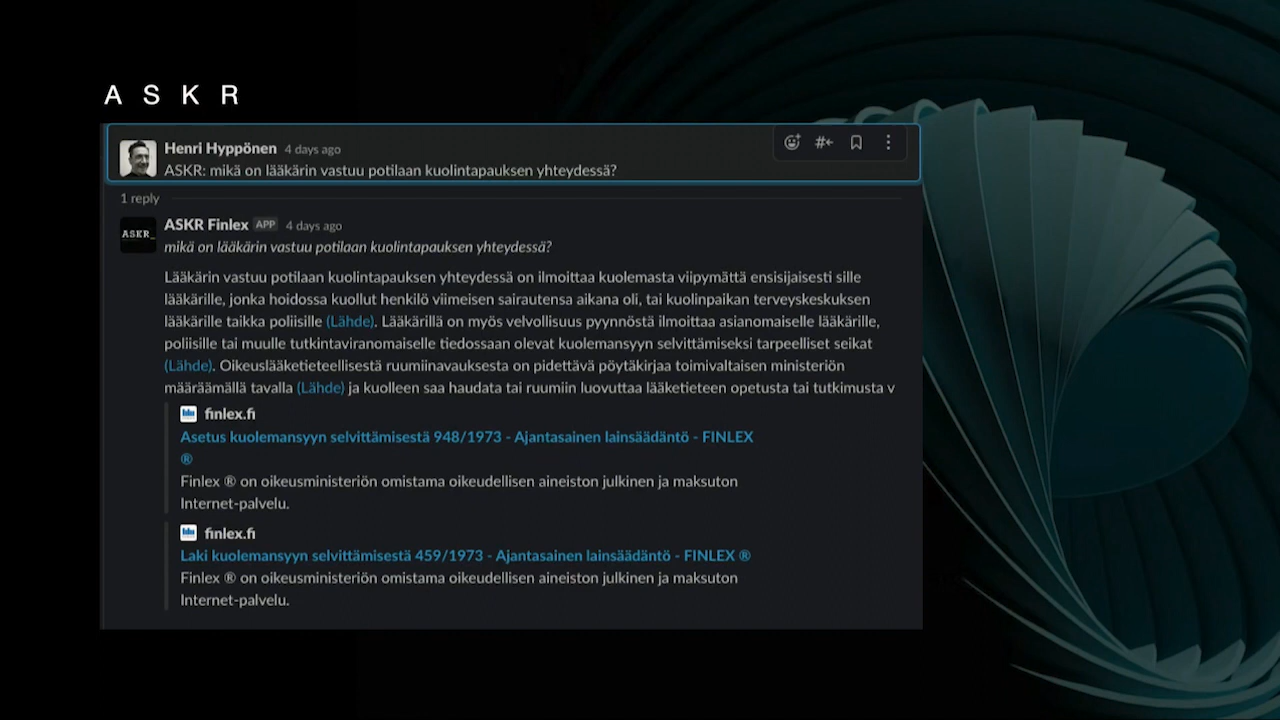 A S K R
Henri Hyppönen 4 days ago
ASKR: mikä on lääkärin vastuu potilaan kuolintapauksen yhteydessä?
1 reply
ASKR_
ASKR Finlex APP 4 days ago
mikä on lääkärin vastuu potilaan kuolintapauksen yhteydessä?
Lääkärin vastuu potilaan kuolintapauksen yhteydessä on ilmoittaa kuolemasta viipymättä ensisijaisesti sille
lääkärille, jonka hoidossa kuollut henkilö viimeisen sairautensa aikana oli, tai kuolinpaikan terveyskeskuksen
lääkärille taikka poliisille (Lähde). Lääkärillä on myös velvollisuus pyynnöstä ilmoittaa asianomaiselle lääkärille,
poliisille tai muulle tutkintaviranomaiselle tiedossaan olevat kuolemansyyn selvittämiseksi tarpeelliset seikat
(Lähde). Oikeuslääketieteellisestä ruumiinavauksesta on pidettävä pöytäkirjaa toimivaltaisen ministeriön
määräämällä tavalla (Lähde) ja kuolleen saa haudata tai ruumiin luovuttaa lääketieteen opetusta tai tutkimusta v
finlex.fi
Asetus kuolemansyyn selvittämisestä 948/1973 - Ajantasainen lainsäädäntö - FINLEX
®
Finlex ® on oikeusministeriön omistama oikeudellisen aineiston julkinen ja maksuton
Internet-palvelu.
finlex.fi
Laki kuolemansyyn selvittämisestä 459/1973 - Ajantasainen lainsäädäntö - FINLEX ®
Finlex ® on oikeusministeriön omistama oikeudellisen aineiston julkinen ja maksuton
Internet-palvelu.